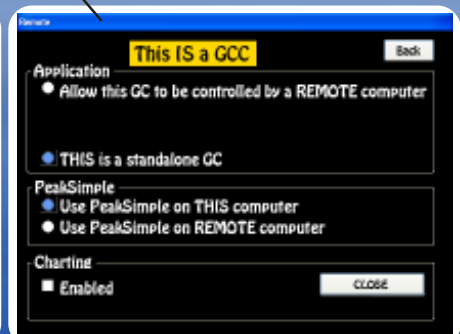 Remote
This IS a GCC
Back
Application
Allow this GC to be controlled by a REMOTE computer
THIS is a standalone GC
PeakSimple
Use PeakSimple on THIS computer
Use PeakSimple on REMOTE computer
Charting
Enabled
CLOSE